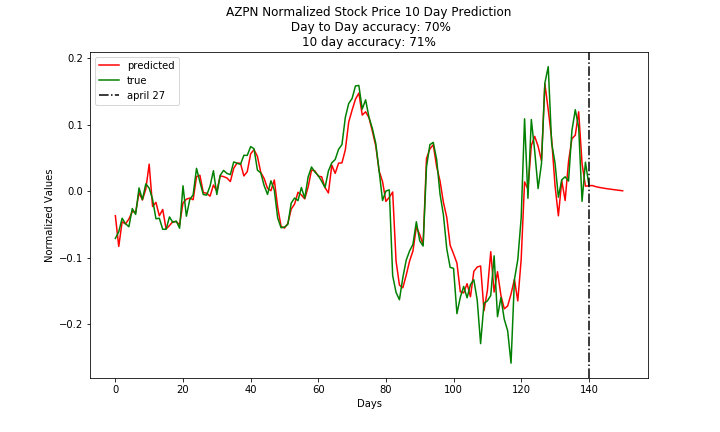 AZPN Normalized Stock Price 10 Day Prediction
Day to Day accuracy: 70%
10 day accuracy: 71%
predicted
true
april 27
0.2
0.1
0.0
−0.1
−0.2
Normalized Values
0
20
40
60
80
100
120
140
Days